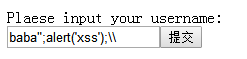 Plaese input your username:
baba";alert('xss');\\
提交